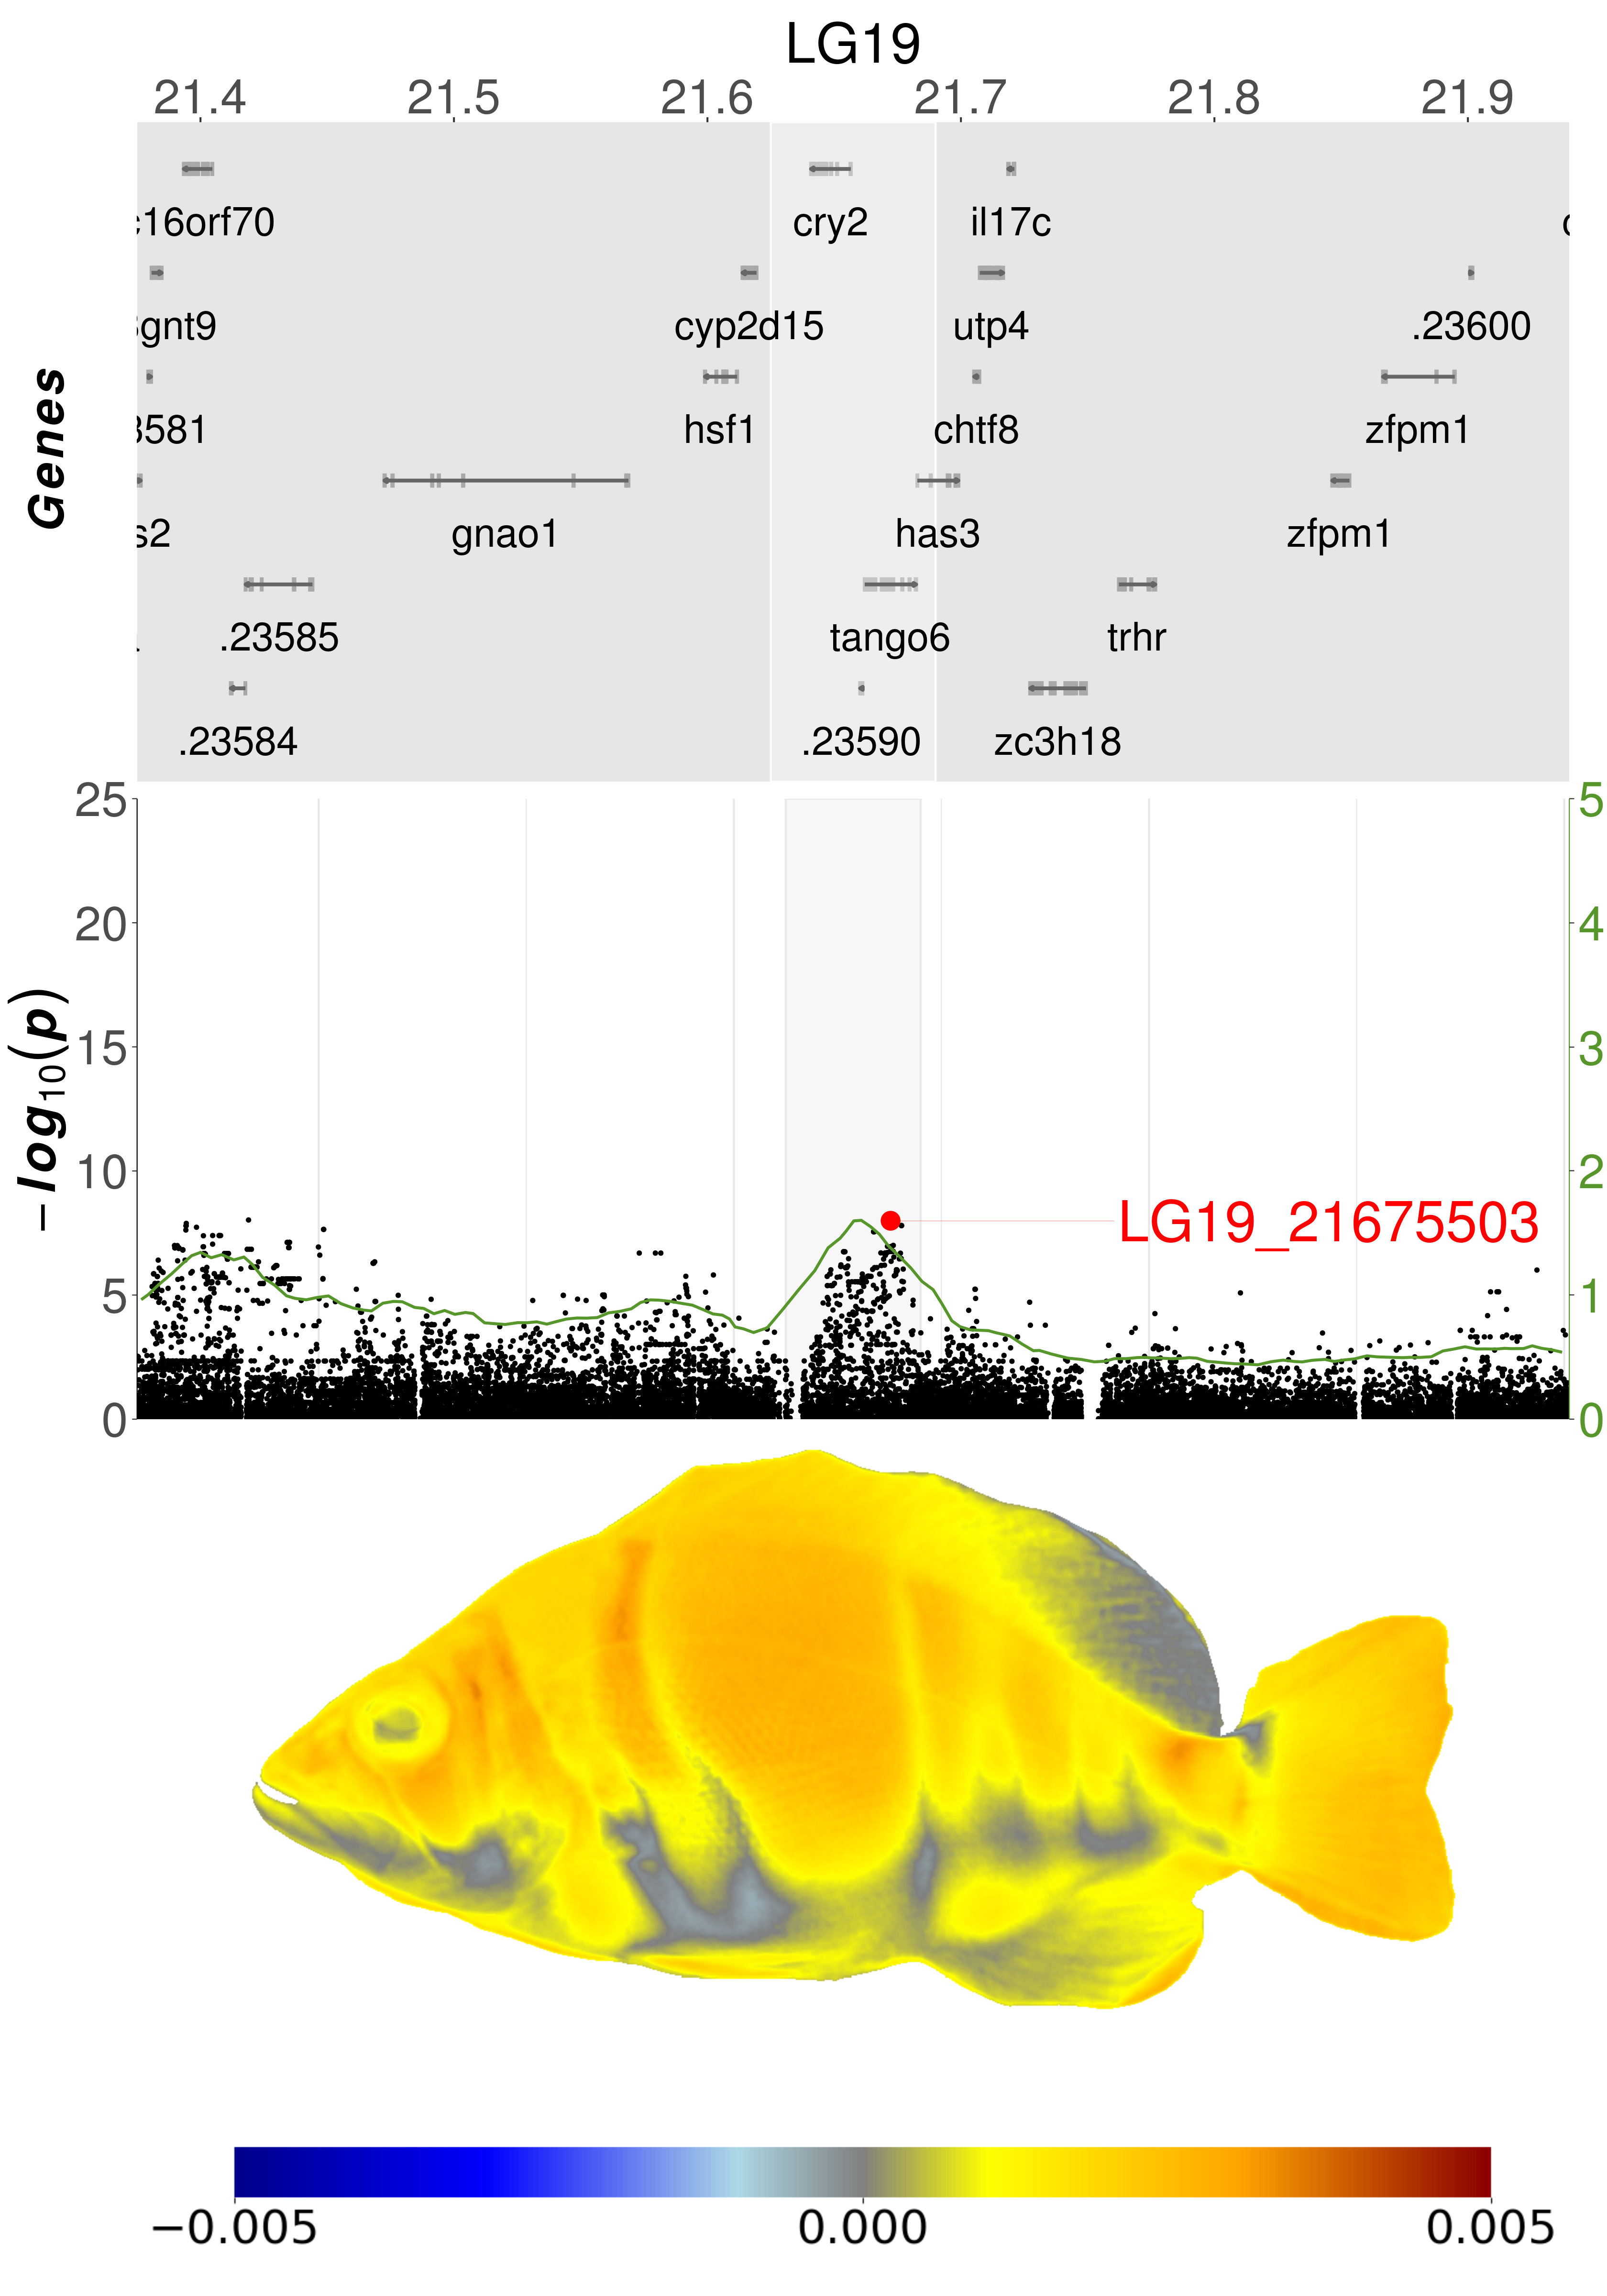 LG19
21.4 21.5 21.6 21.7 21.8 21.9
c16orf70 cry2 il17c
gnt9 cyp2d15 utp4 .23600
3581 hsf1 chtf8 zfpm1
s2 gnao1 has3 zfpm1
.23585 tango6 trhr
.23584 .23590 zc3h18
Genes
25 5
20 4
15 3
10 2
5 1
0 0
−log10(p)
LG19_21675503
−0.005 0.000 0.005